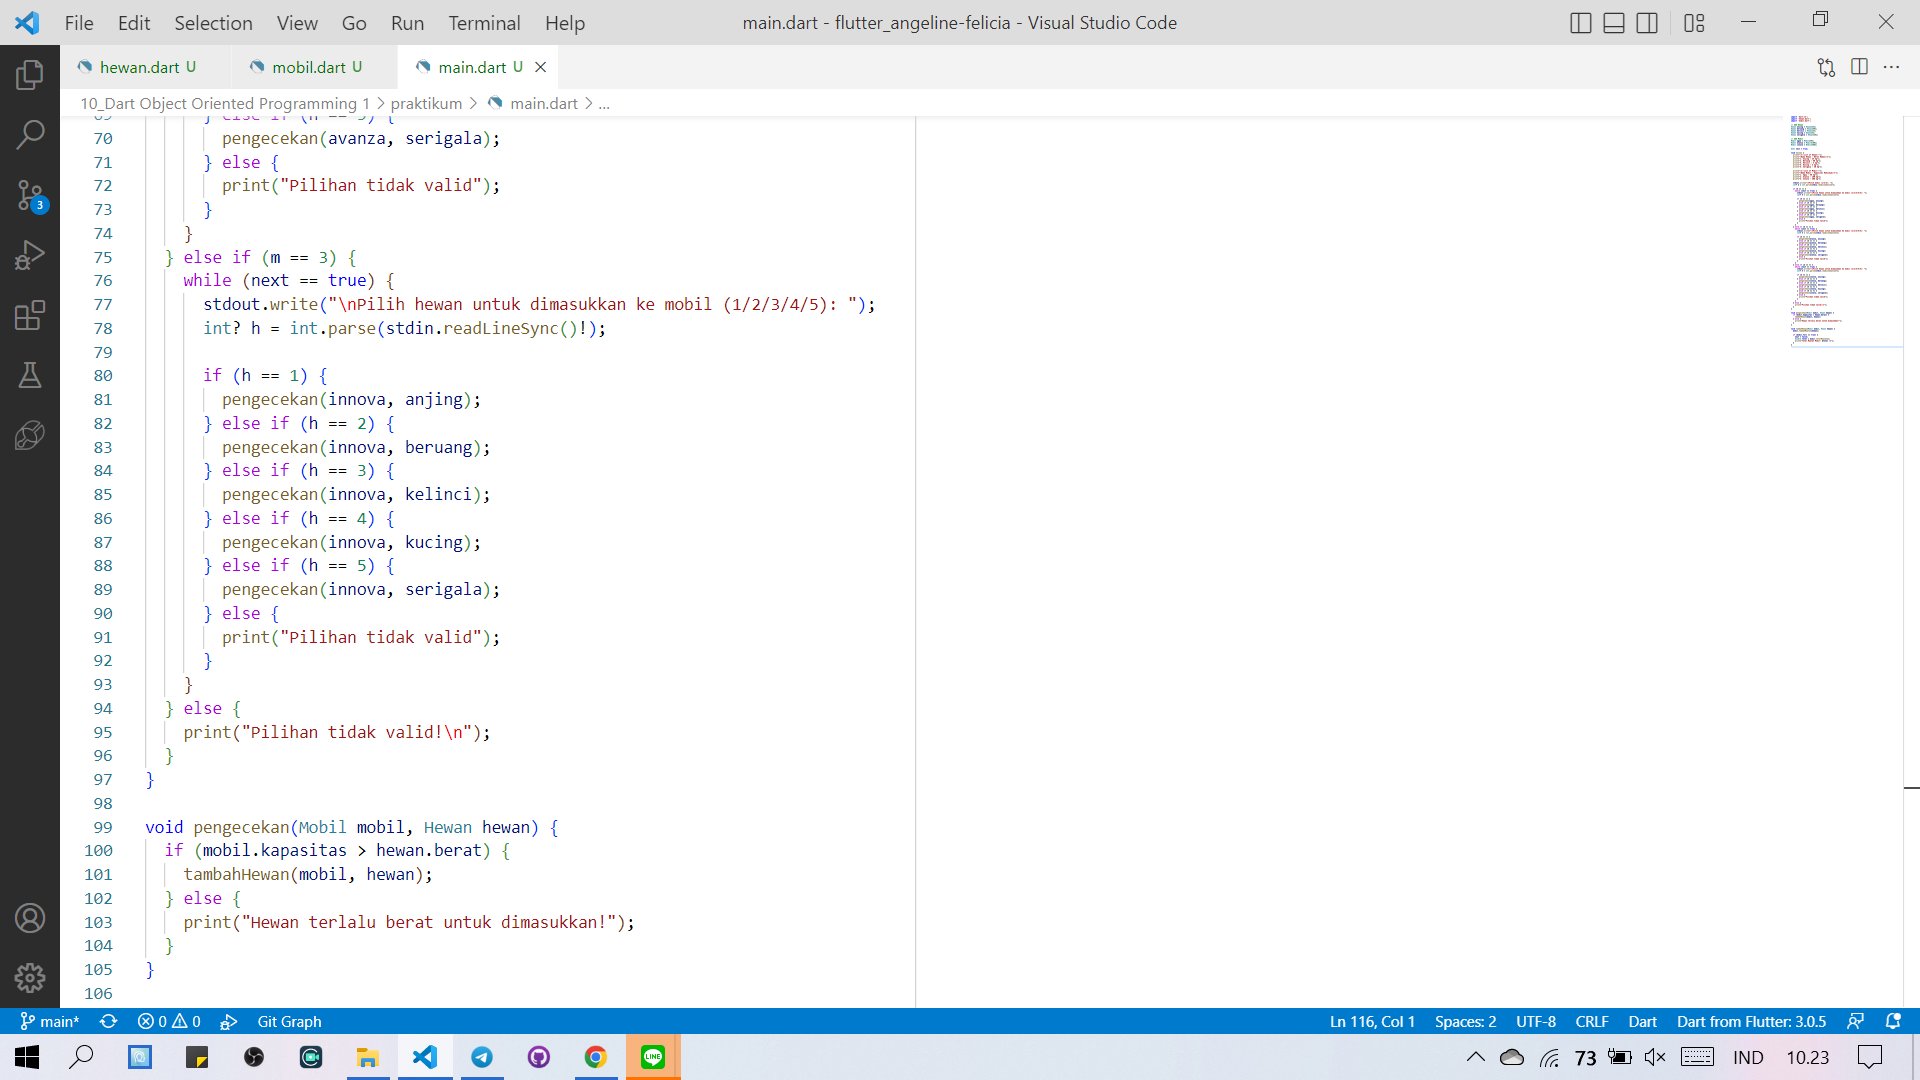 File Edit Selection View Go Run Terminal Help
main.dart - flutter_angeline-felicia - Visual Studio Code
hewan.dart U mobil.dart U main.dart U
10_Dart Object Oriented Programming 1 > praktikum > main.dart > ...
69 } else if (h == 5) {
70 pengecekan(avanza, serigala);
71 } else {
72 print("Pilihan tidak valid");
73 }
74 }
75 } else if (m == 3) {
76 while (next == true) {
77 stdout.write("\nPilih hewan untuk dimasukkan ke mobil (1/2/3/4/5): ");
78 int? h = int.parse(stdin.readLineSync()!);
79
80 if (h == 1) {
81 pengecekan(innova, anjing);
82 } else if (h == 2) {
83 pengecekan(innova, beruang);
84 } else if (h == 3) {
85 pengecekan(innova, kelinci);
86 } else if (h == 4) {
87 pengecekan(innova, kucing);
88 } else if (h == 5) {
89 pengecekan(innova, serigala);
90 } else {
91 print("Pilihan tidak valid");
92 }
93 }
94 } else {
95 print("Pilihan tidak valid!\n");
96 }
97 }
98
99 void pengecekan(Mobil mobil, Hewan hewan) {
100 if (mobil.kapasitas > hewan.berat) {
101 tambahHewan(mobil, hewan);
102 } else {
103 print("Hewan terlalu berat untuk dimasukkan!");
104 }
105 }
106
3
main* 0 0 Git Graph
Ln 116, Col 1 Spaces: 2 UTF-8 CRLF Dart Dart from Flutter: 3.0.5
LINE
73 IND 10.23